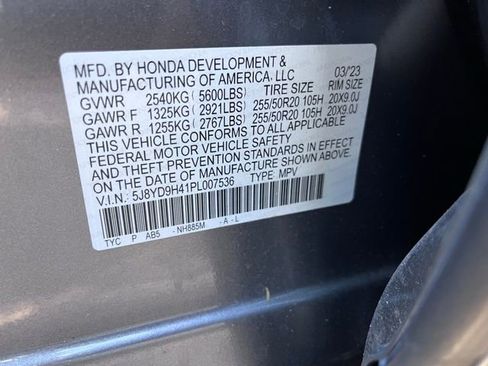 MFD. BY HONDA DEVELOPMENT & 03/'23
MANUFACTURING OF AMERICA, LLC
GVWR 2540KG ( 5600LBS) TIRE SIZE RIM SIZE
GAWR F 1325KG ( 2921LBS) 255/50R20 105H 20X9.0J
GAWR R 1255KG ( 2767LBS) 255/50R20 105H 20X9.0J
THIS VEHICLE CONFORMS TO ALL APPLICABLE
FEDERAL MOTOR VEHICLE SAFETY, BUMPER,
AND THEFT PREVENTION STANDARDS IN EFFECT
ON THE DATE OF MANUFACTURE SHOWN ABOVE.
V.I.N.: 5J8YD9H41PL007536 TYPE: MPV
TYC P AB5 -NH885M -A-L